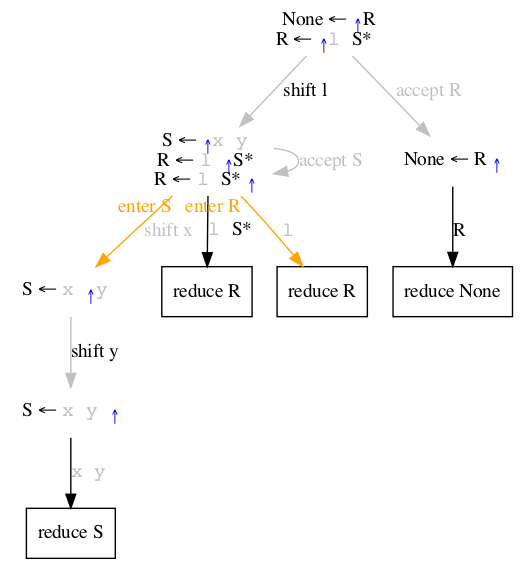 None ← ↑R
R ← ↑l S*
shift l
accept R
S ← ↑x y
R ← l ↑S*
R ← l S* ↑
accept S
None ← R ↑
enter S
enter R
shift x
l S*
l
R
S ← x ↑y
reduce R
reduce R
reduce None
shift y
S ← x y ↑
x y
reduce S